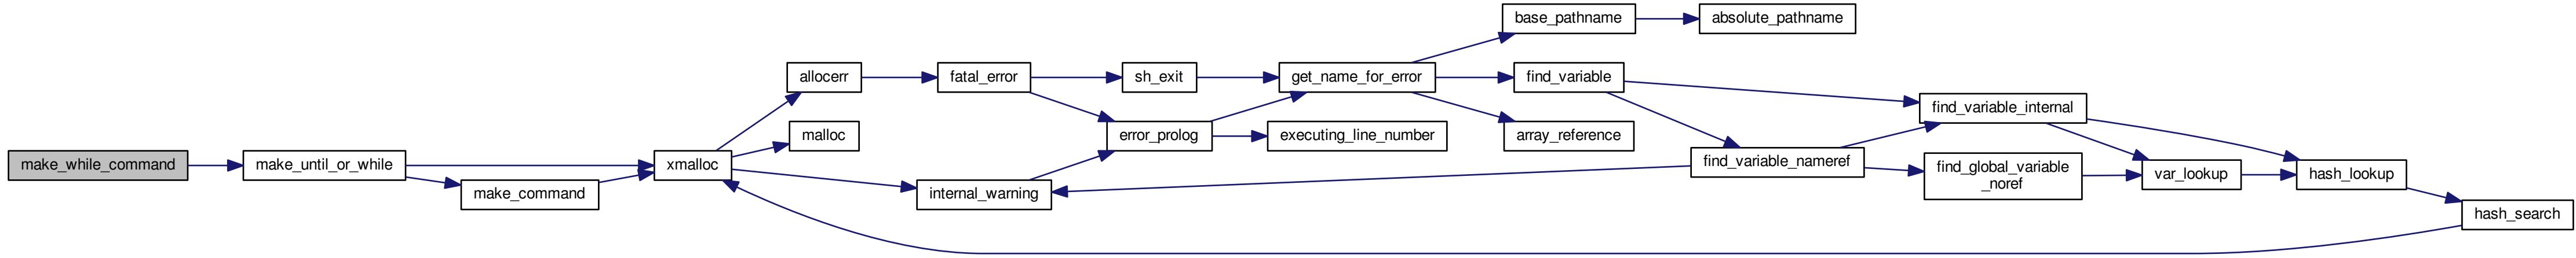 base_pathname
absolute_pathname
allocerr
fatal_error
sh_exit
get_name_for_error
find_variable
find_variable_internal
malloc
error_prolog
executing_line_number
array_reference
make_while_command
make_until_or_while
xmalloc
find_variable_nameref
find_global_variable
_noref
var_lookup
hash_lookup
make_command
internal_warning
hash_search